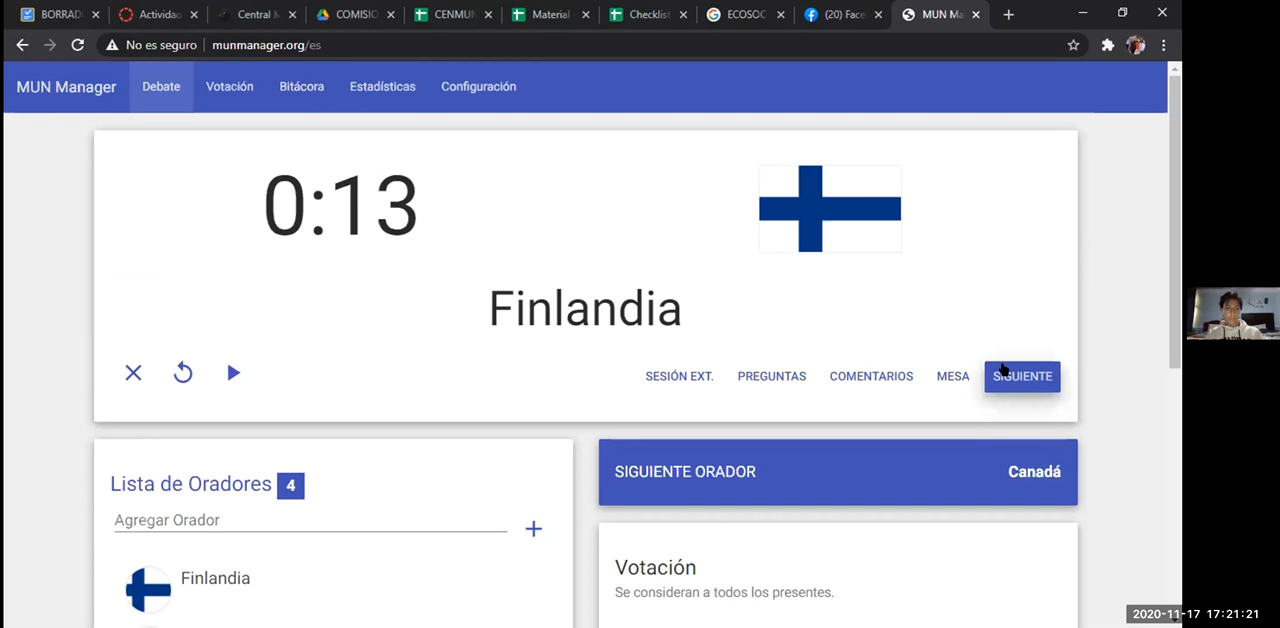 BORRAD
Actividad
Central M
COMISIO
CENMUN
Material
Checklist
ECOSOC
(20) Face
MUN Ma
No es seguro
munmanager.org/es
MUN Manager
Debate
Votación
Bitácora
Estadísticas
Configuración
0:13
Finlandia
SESIÓN EXT.
PREGUNTAS
COMENTARIOS
MESA
SIGUIENTE
Lista de Oradores 4
Agregar Orador
Finlandia
SIGUIENTE ORADOR
Canadá
Votación
Se consideran a todos los presentes.
2020-11-17 17:21:21